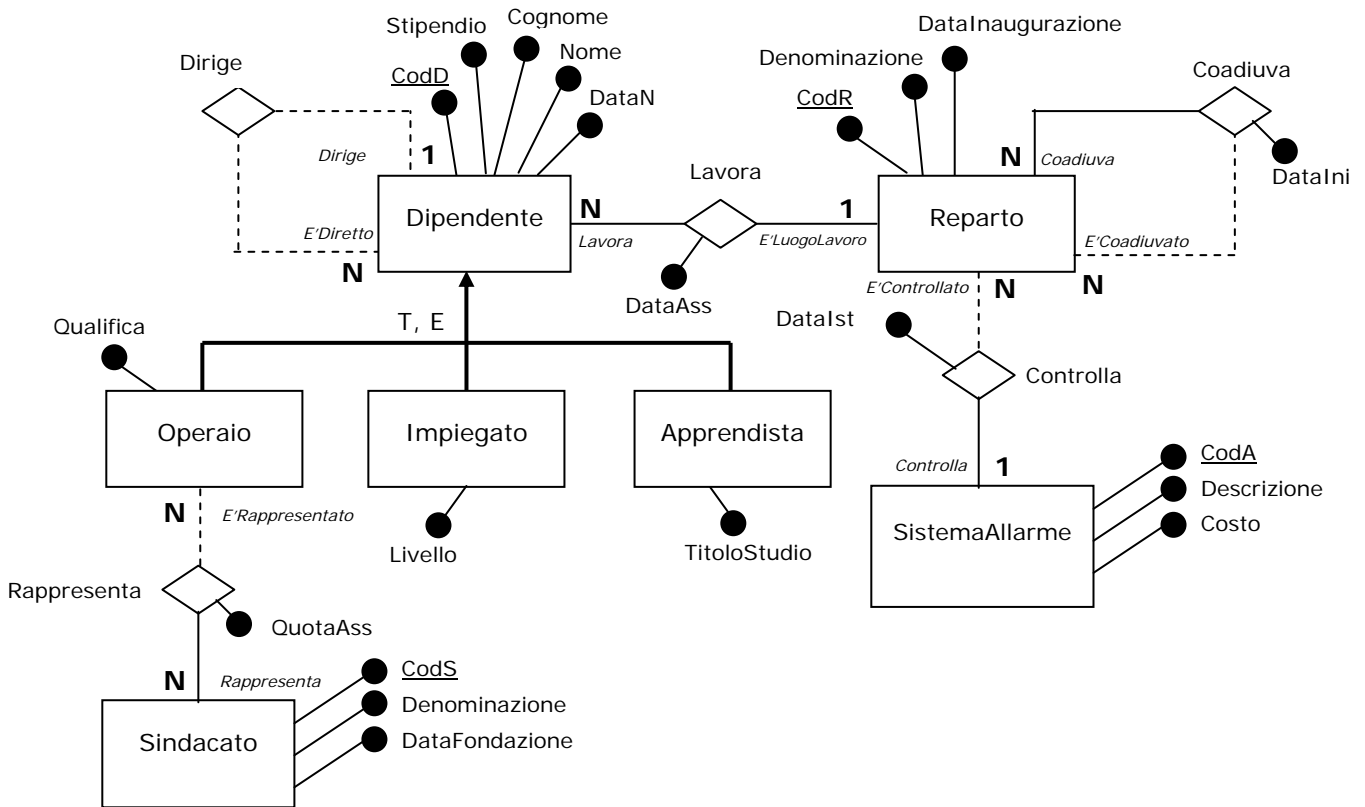 DataInaugurazione
Cognome
Stipendio
Nome
Denominazione
Dirige
Coadiuva
CodD
CodR
DataN
Dirige
1
N
Coadiuva
Lavora
DataIni
Dipendente
N
1
Reparto
E'Diretto
Lavora
E'LuogoLavoro
E'Coadiuvato
N
E'Controllato
N
N
DataAss
Qualifica
T, E
DataIst
Controlla
Operaio
Impiegato
Apprendista
Controlla
1
CodA
Descrizione
N
E'Rappresentato
SistemaAllarme
Costo
Livello
TitoloStudio
Rappresenta
QuotaAss
N
Rappresenta
CodS
Denominazione
Sindacato
DataFondazione